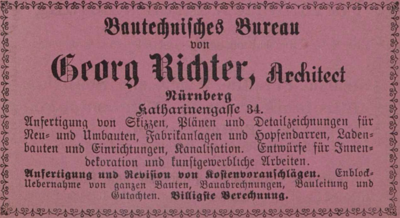 Bautechnisches Bureau
von
Georg Richter, Architect
Nürnberg
Katharinengasse 34.
Anfertigung von Skizzen, Plänen und Detailzeichnungen für
Neu- und Umbauten, Fabrikanlagen und Hopfendarren, Laden-
bauten und Einrichtungen, Kanalisation. Entwürfe für Innen-
dekoration und kunstgewerbliche Arbeiten.
Anfertigung und Revision von Kostenvoranschlägen. Enblock-
Uebernahme von ganzen Bauten, Bauabrechnungen, Bauleitung und
Gutachten. Billigste Berechnung.